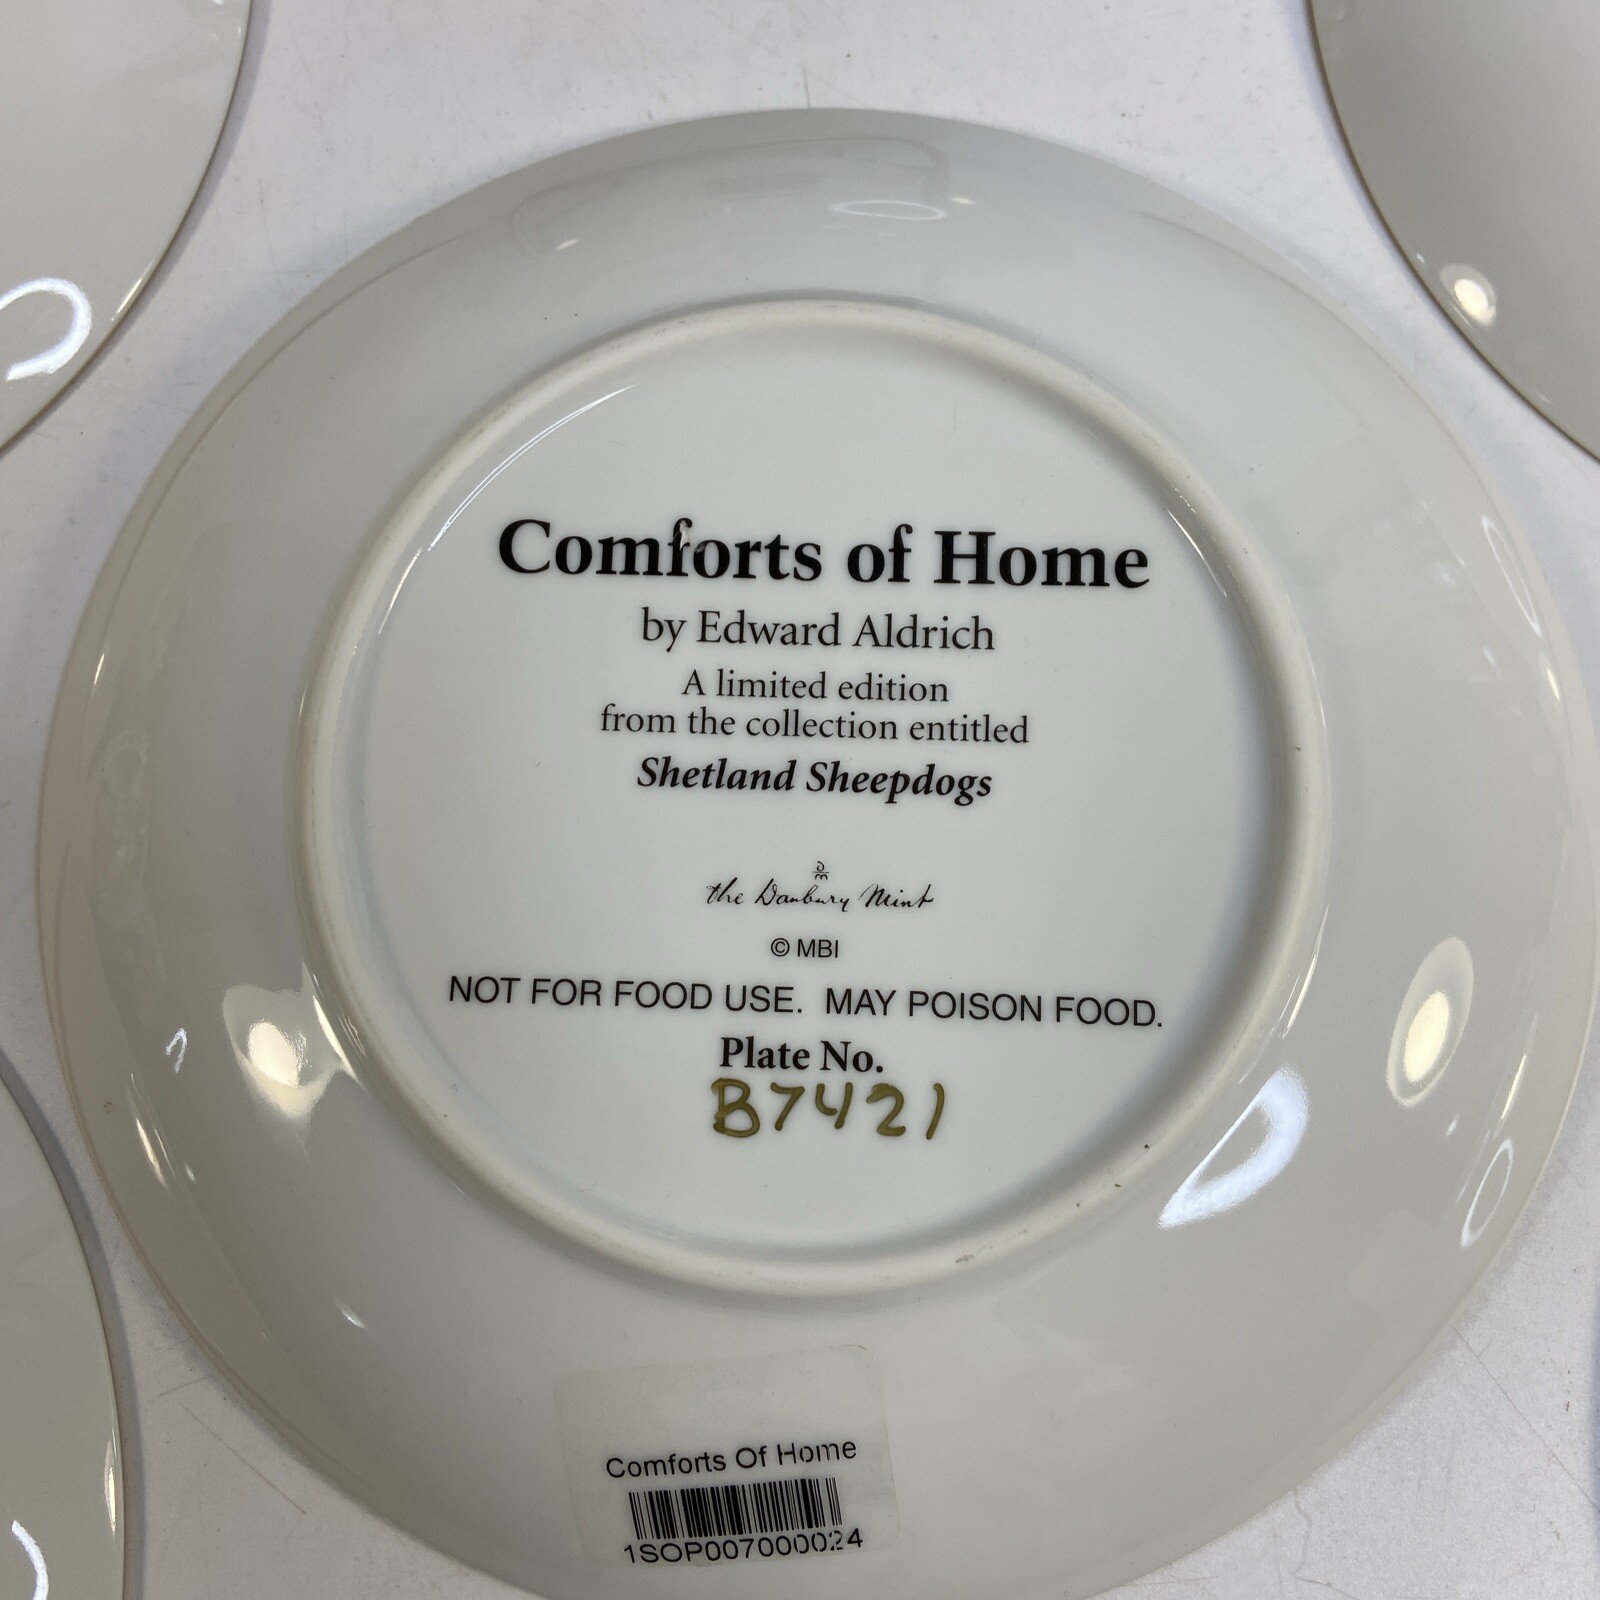 Comforts of Home
by Edward Aldrich
A limited edition
from the collection entitled
Shetland Sheepdogs
DM
the Danbury Mint
© MBI
NOT FOR FOOD USE. MAY POISON FOOD.
Plate No.
B7421
Comforts Of Home
1SOP007000024